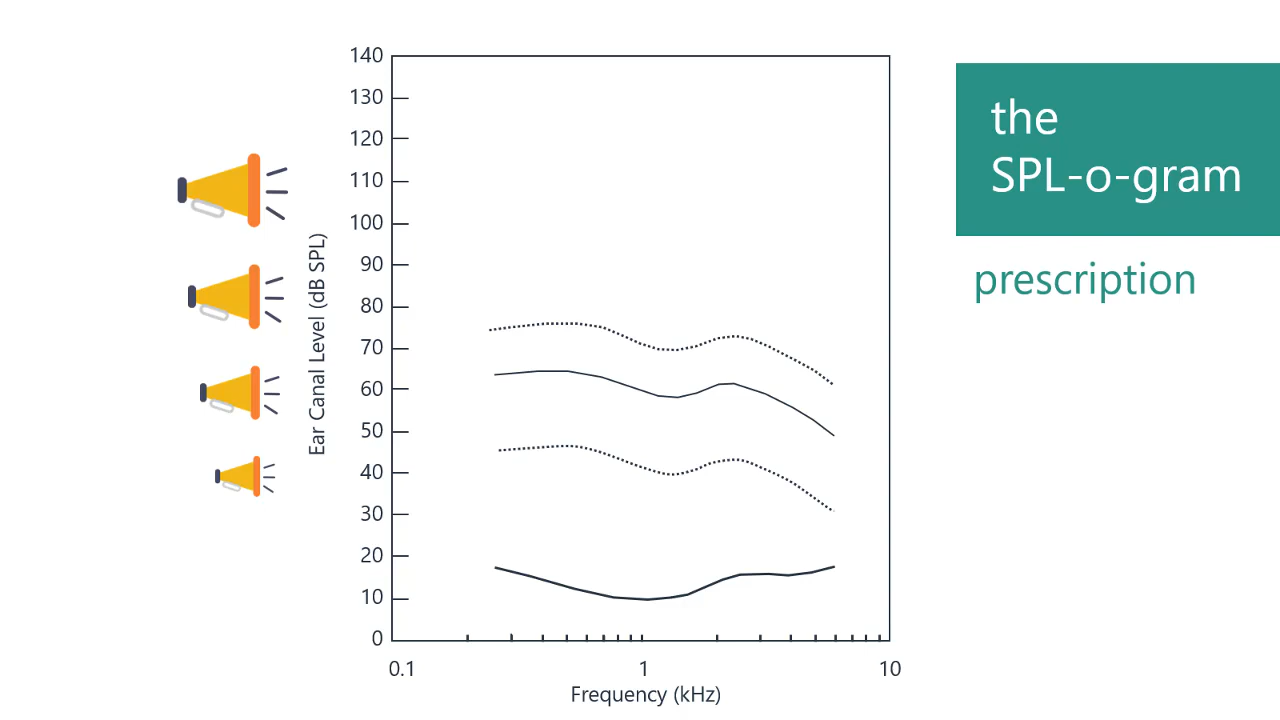 140
130
120
110
100
90
80
70
60
50
40
30
20
10
0
Ear Canal Level (dB SPL)
0.1 1 10
Frequency (kHz)
the
SPL-o-gram
prescription